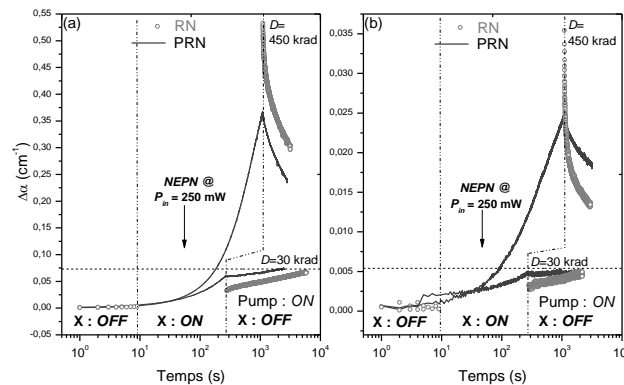 (a)
RN
PRN
D=
450 krad
0,55
0,50
0,45
0,40
0,35
0,30
0,25
0,20
0,15
0,10
0,05
0,00
-0,05
Δα (cm⁻¹)
NEPN @
P_in = 250 mW
D=30 krad
Pump : ON
X : OFF
X : ON
X : OFF
10⁰ 10¹ 10² 10³ 10⁴
Temps (s)
(b)
RN
PRN
D=
450 krad
0,035
0,030
0,025
0,020
0,015
0,010
0,005
0,000
NEPN @
P_in = 250 mW
D=30 krad
Pump : ON
X : OFF
X : ON
X : OFF
10⁰ 10¹ 10² 10³ 10⁴
Temps (s)